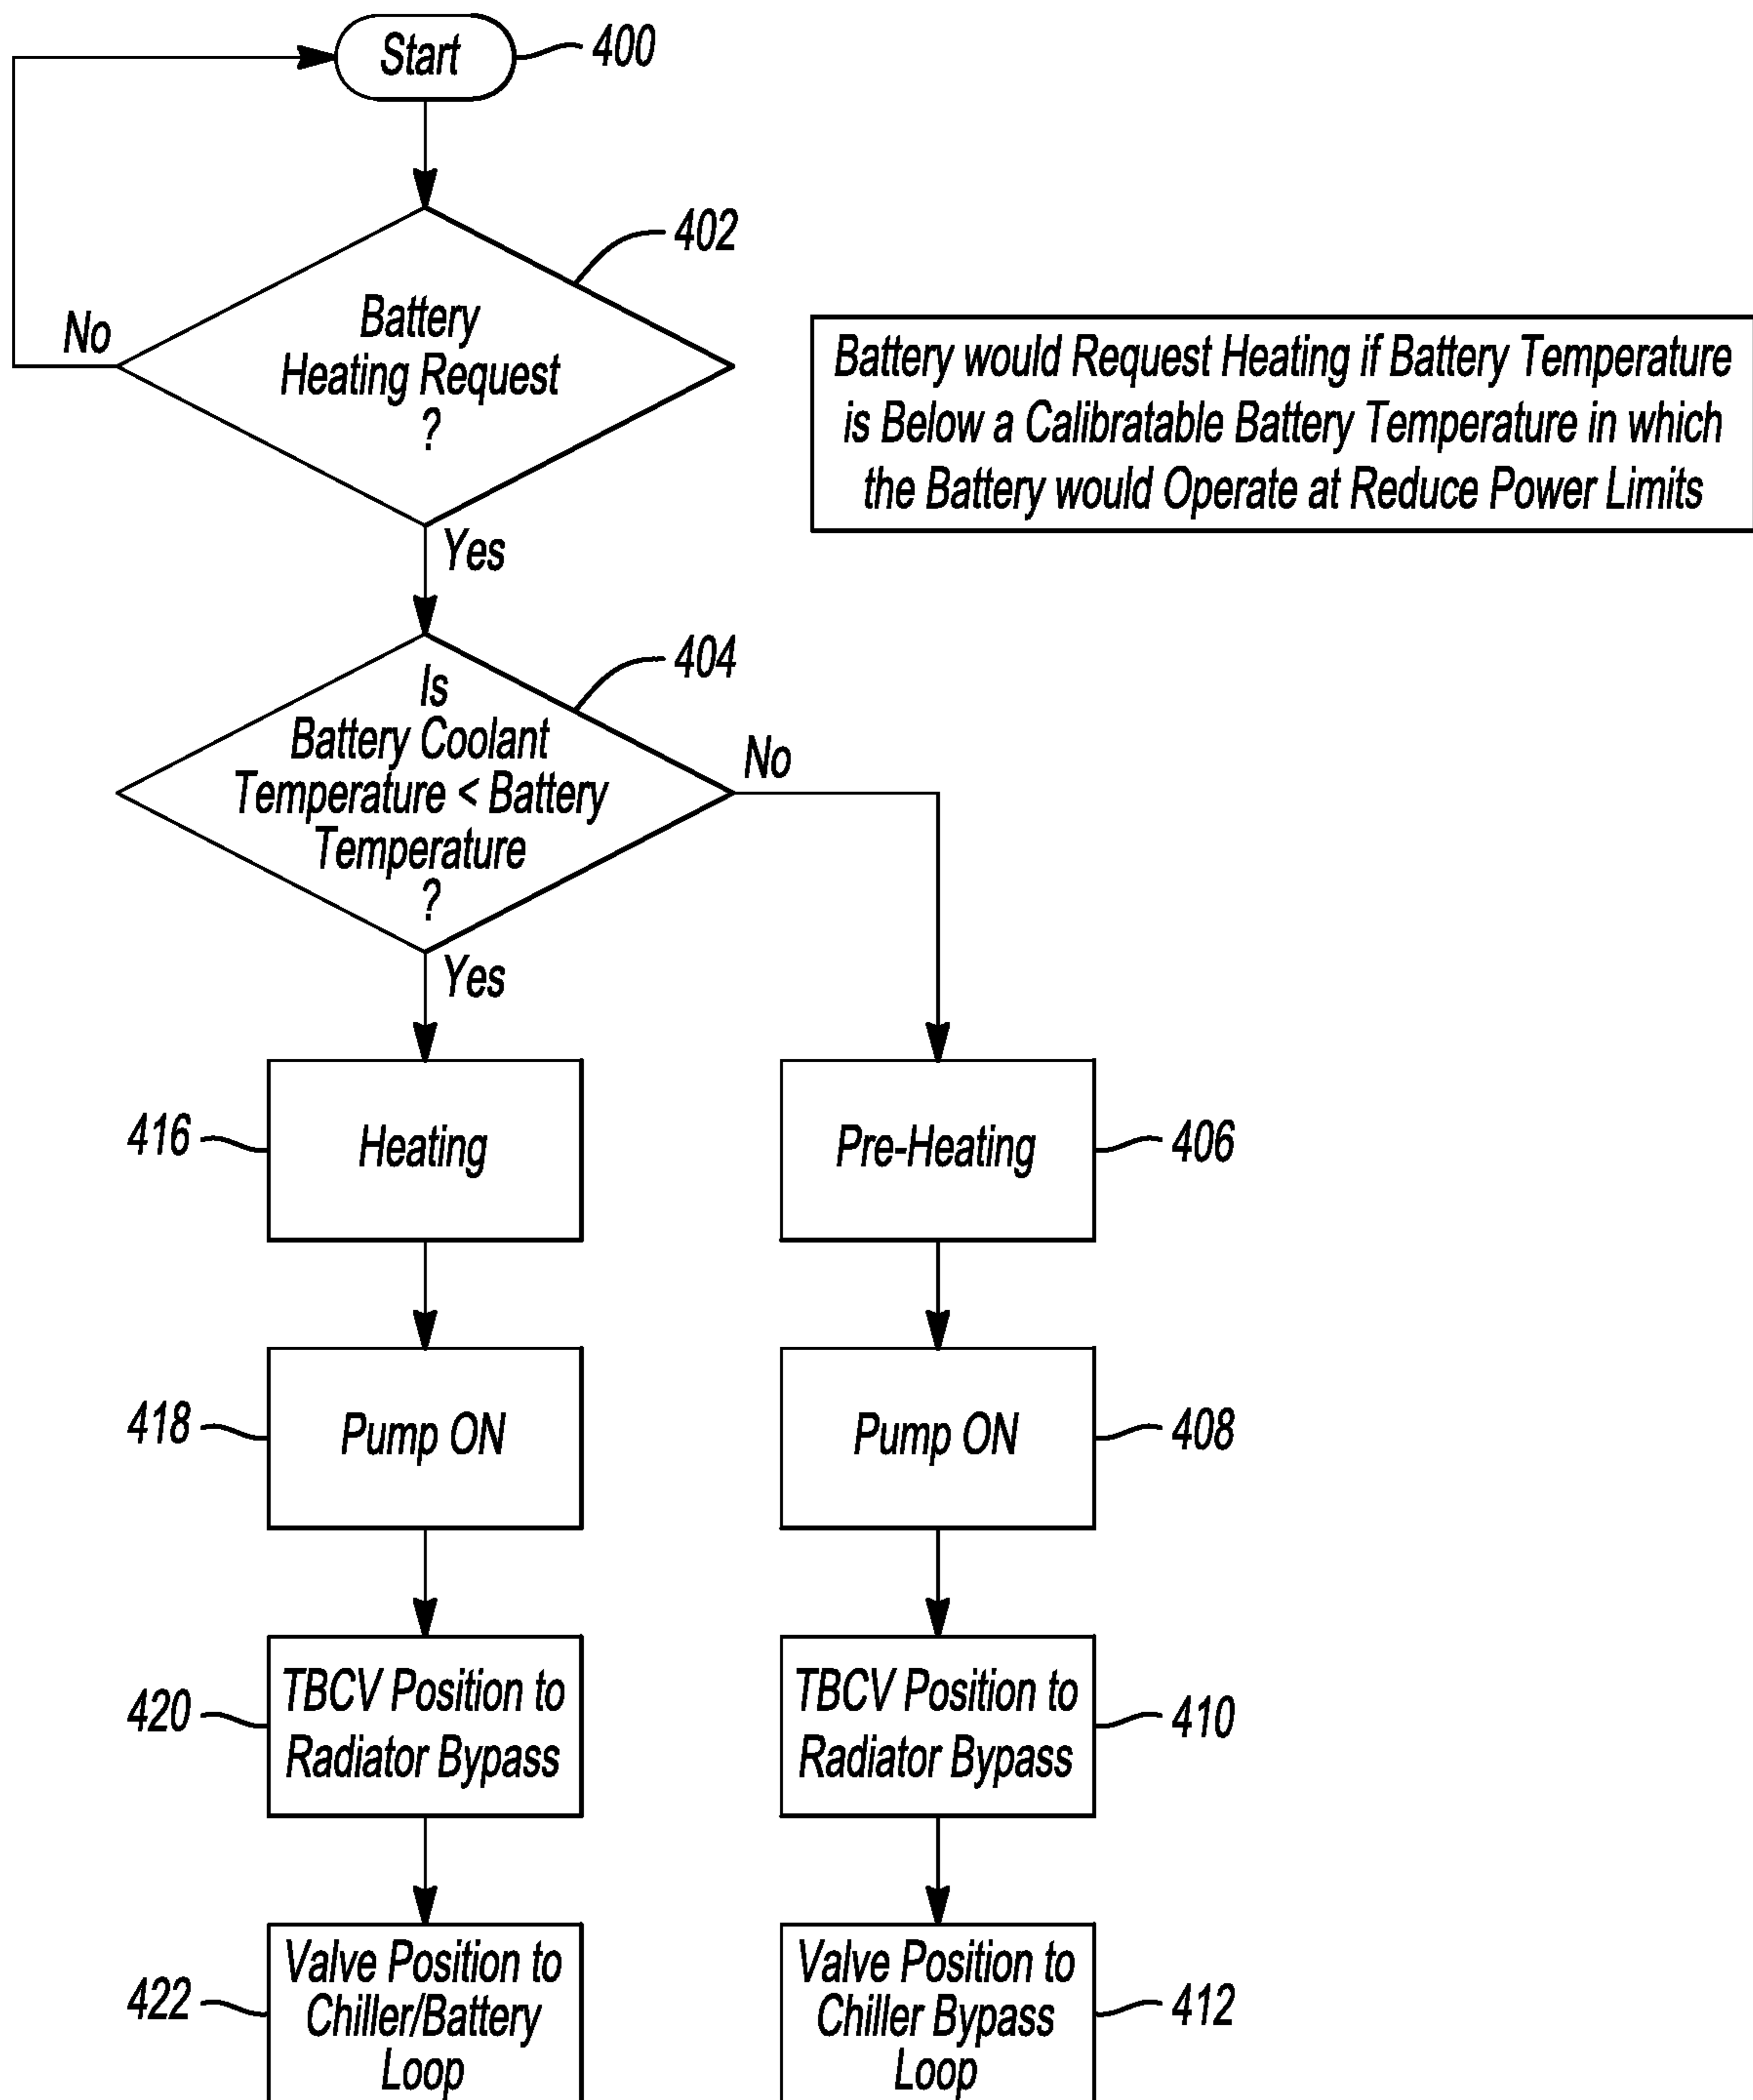 Start
400
402
Battery
Heating Request
?
No
Battery would Request Heating if Battery Temperature
is Below a Calibratable Battery Temperature in which
the Battery would Operate at Reduce Power Limits
Yes
404
Is
Battery Coolant
Temperature < Battery
Temperature
?
No
Yes
416
Heating
Pre-Heating
406
418
Pump ON
Pump ON
408
420
TBCV Position to
Radiator Bypass
TBCV Position to
Radiator Bypass
410
422
Valve Position to
Chiller/Battery
Loop
Valve Position to
Chiller Bypass
Loop
412